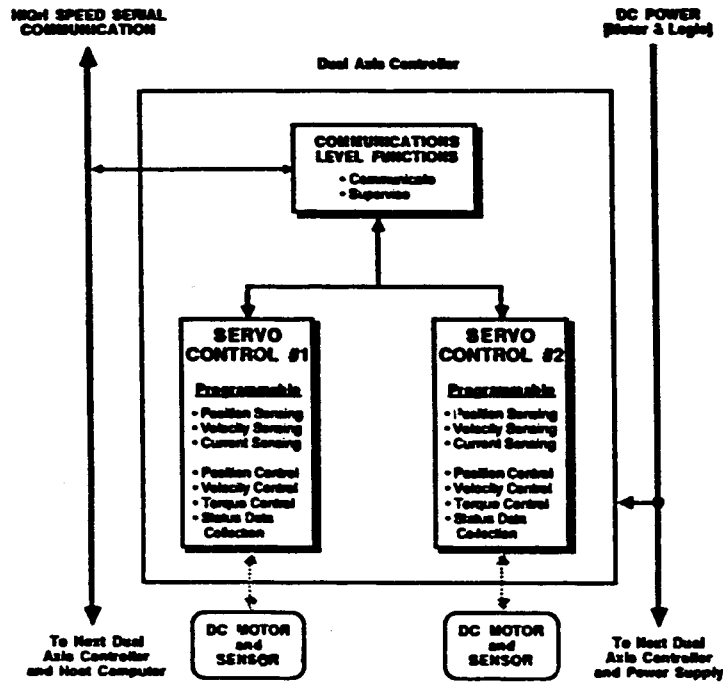 HIGH SPEED SERIAL
COMMUNICATION
DC POWER
[Motor & Logic]
Dual Axis Controller
COMMUNICATIONS
LEVEL FUNCTIONS
• Communicate
• Supervise
SERVO
CONTROL #1
Programmable
• Position Sensing
• Velocity Sensing
• Current Sensing
• Position Control
• Velocity Control
• Torque Control
• Status Data
Collection
SERVO
CONTROL #2
Programmable
• Position Sensing
• Velocity Sensing
• Current Sensing
• Position Control
• Velocity Control
• Torque Control
• Status Data
Collection
To Next Dual
Axis Controller
and Host Computer
DC MOTOR
and
SENSOR
DC MOTOR
and
SENSOR
To Next Dual
Axis Controller
and Power Supply